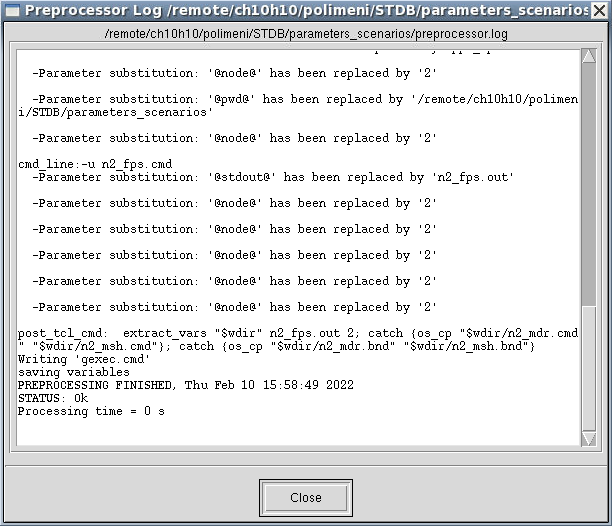 Preprocessor Log /remote/ch10h10/polimeni/STDB/parameters_scenarios
/remote/ch10h10/polimeni/STDB/parameters_scenarios/preprocessor.log
-Parameter substitution: '@node@' has been replaced by '2'
-Parameter substitution: '@pwd@' has been replaced by '/remote/ch10h10/polimen
i/STDB/parameters_scenarios'
-Parameter substitution: '@node@' has been replaced by '2'
cmd_line:-u n2_fps.cmd
-Parameter substitution: '@stdout@' has been replaced by 'n2_fps.out'
-Parameter substitution: '@node@' has been replaced by '2'
-Parameter substitution: '@node@' has been replaced by '2'
-Parameter substitution: '@node@' has been replaced by '2'
-Parameter substitution: '@node@' has been replaced by '2'
-Parameter substitution: '@node@' has been replaced by '2'
post_tcl_cmd:  extract_vars "$wdir" n2_fps.out 2; catch {os_cp "$wdir/n2_mdr.cmd
" "$wdir/n2_msh.cmd"}; catch {os_cp "$wdir/n2_mdr.bnd" "$wdir/n2_msh.bnd"}
Writing 'gexec.cmd'
saving variables
PREPROCESSING FINISHED, Thu Feb 10 15:58:49 2022
STATUS: Ok
Processing time = 0 s
Close